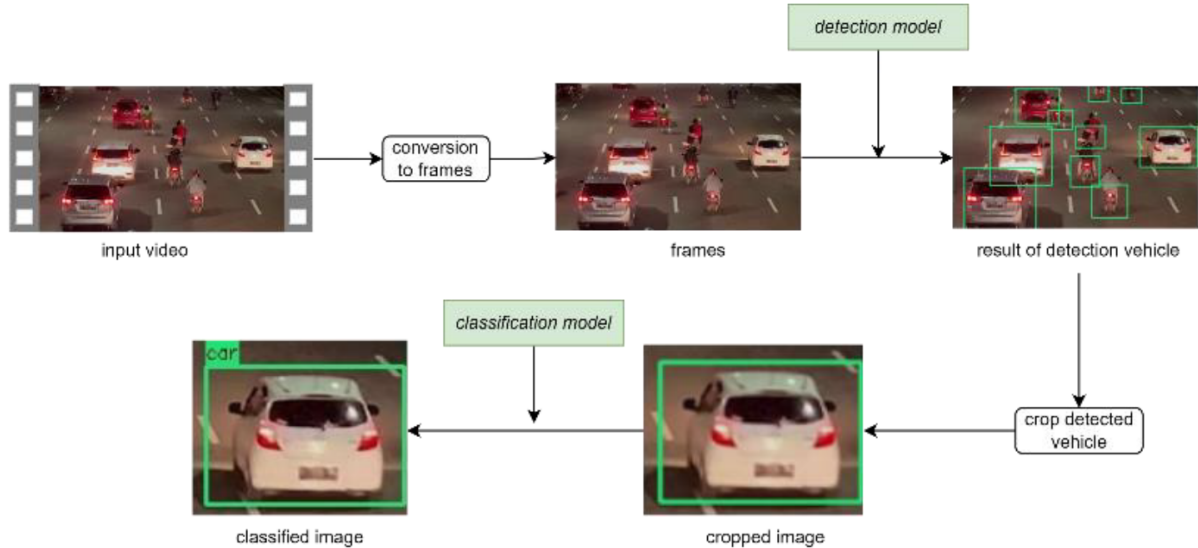 detection model
conversion
to frames
input video
frames
result of detection vehicle
classification model
car
crop detected
vehicle
classified image
cropped image